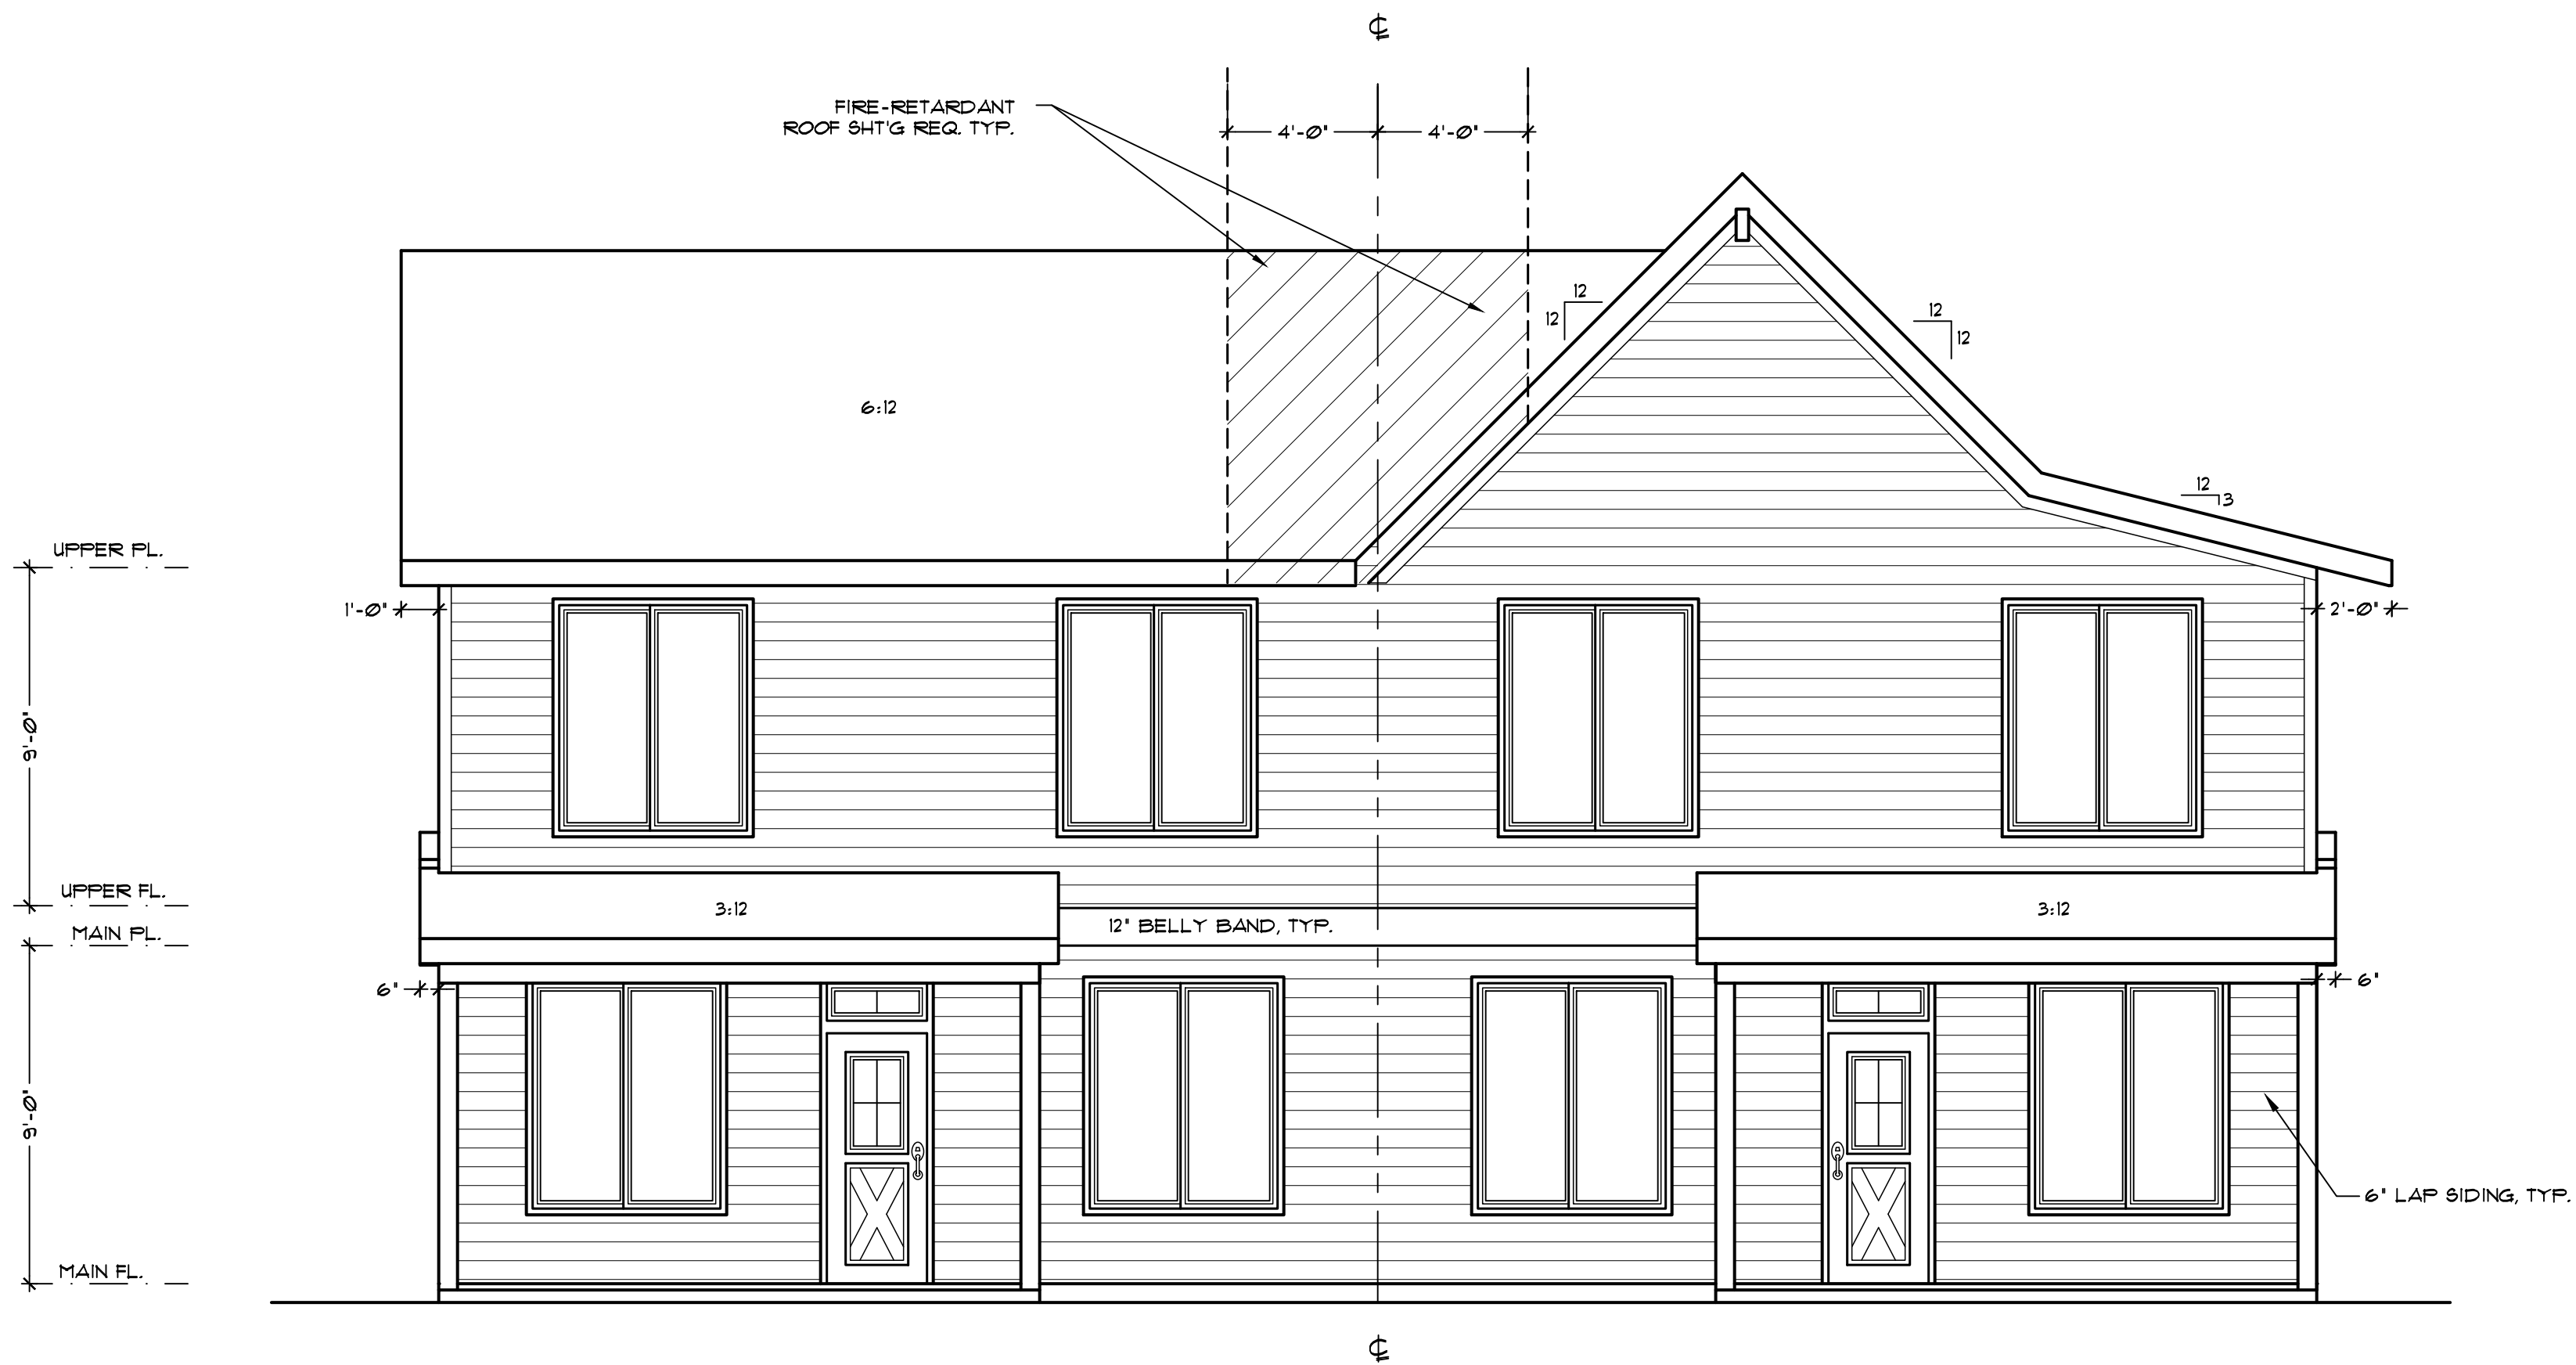 ℄
FIRE-RETARDANT
ROOF SHT'G REQ. TYP.
4'-0" 4'-0"
12
12
12
12
6:12
12
3
UPPER PL.
1'-0"
2'-0"
9'-0"
UPPER FL.
3:12
3:12
12" BELLY BAND, TYP.
MAIN PL.
6"
6"
9'-0"
6" LAP SIDING, TYP.
MAIN FL.
℄